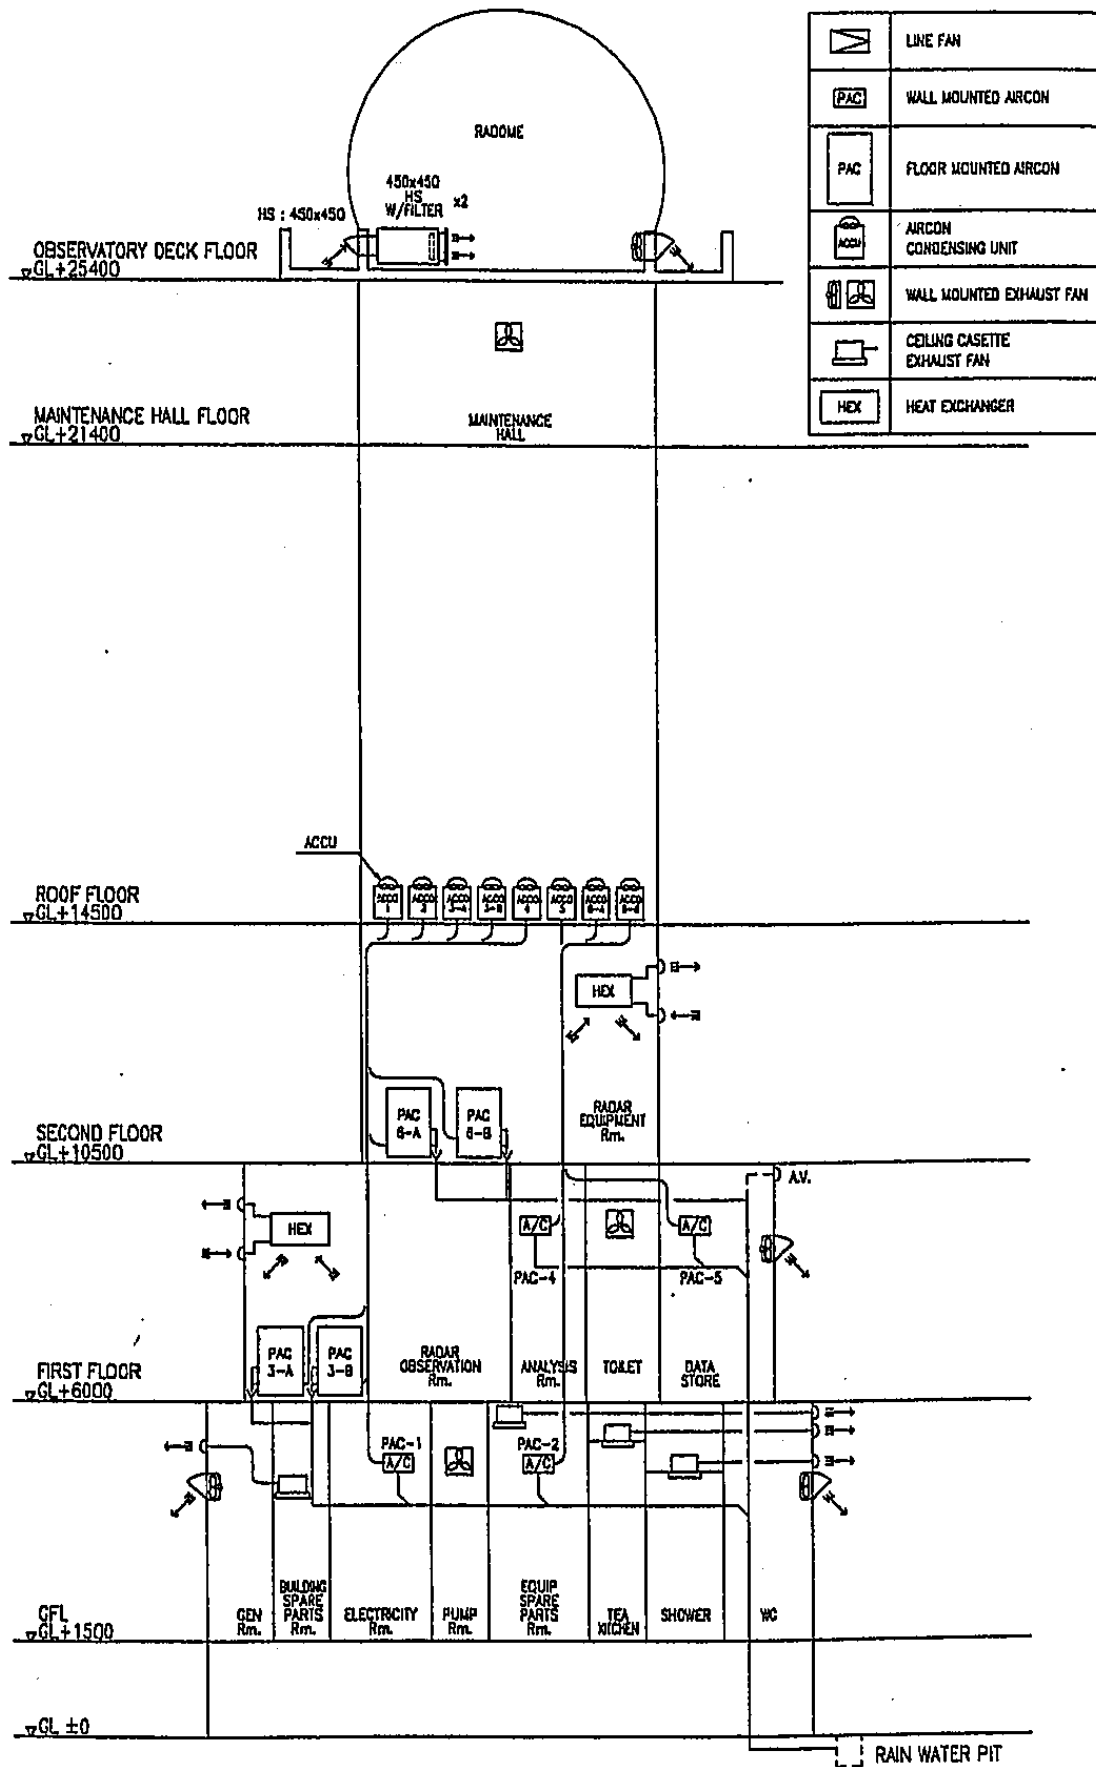 LINE FAN
PAC
WALL MOUNTED AIRCON
PAC
FLOOR MOUNTED AIRCON
ACCU
AIRCON
CONDENSING UNIT
WALL MOUNTED EXHAUST FAN
CEILING CASETTE
EXHAUST FAN
HEX
HEAT EXCHANGER
RADOME
450x450
HS
W/FILTER
x2
HS : 450x450
OBSERVATORY DECK FLOOR
GL+25400
MAINTENANCE HALL FLOOR
GL+21400
MAINTENANCE
HALL
ACCU
ROOF FLOOR
GL+14500
HEX
PAC
6-A
PAC
6-B
RADAR
EQUIPMENT
Rm.
SECOND FLOOR
GL+10500
A.V.
HEX
A/C
A/C
PAC-4
PAC-5
PAC
3-A
PAC
3-B
RADAR
OBSERVATION
Rm.
ANALYSIS
Rm.
TOILET
DATA
STORE
FIRST FLOOR
GL+6000
PAC-1
A/C
PAC-2
A/C
GFL
GL+1500
GEN
Rm.
BUILDING
SPARE
PARTS
Rm.
ELECTRICITY
Rm.
PUMP
Rm.
EQUIP
SPARE
PARTS
Rm.
TEA
KITCHEN
SHOWER
WC
GL ±0
RAIN WATER PIT